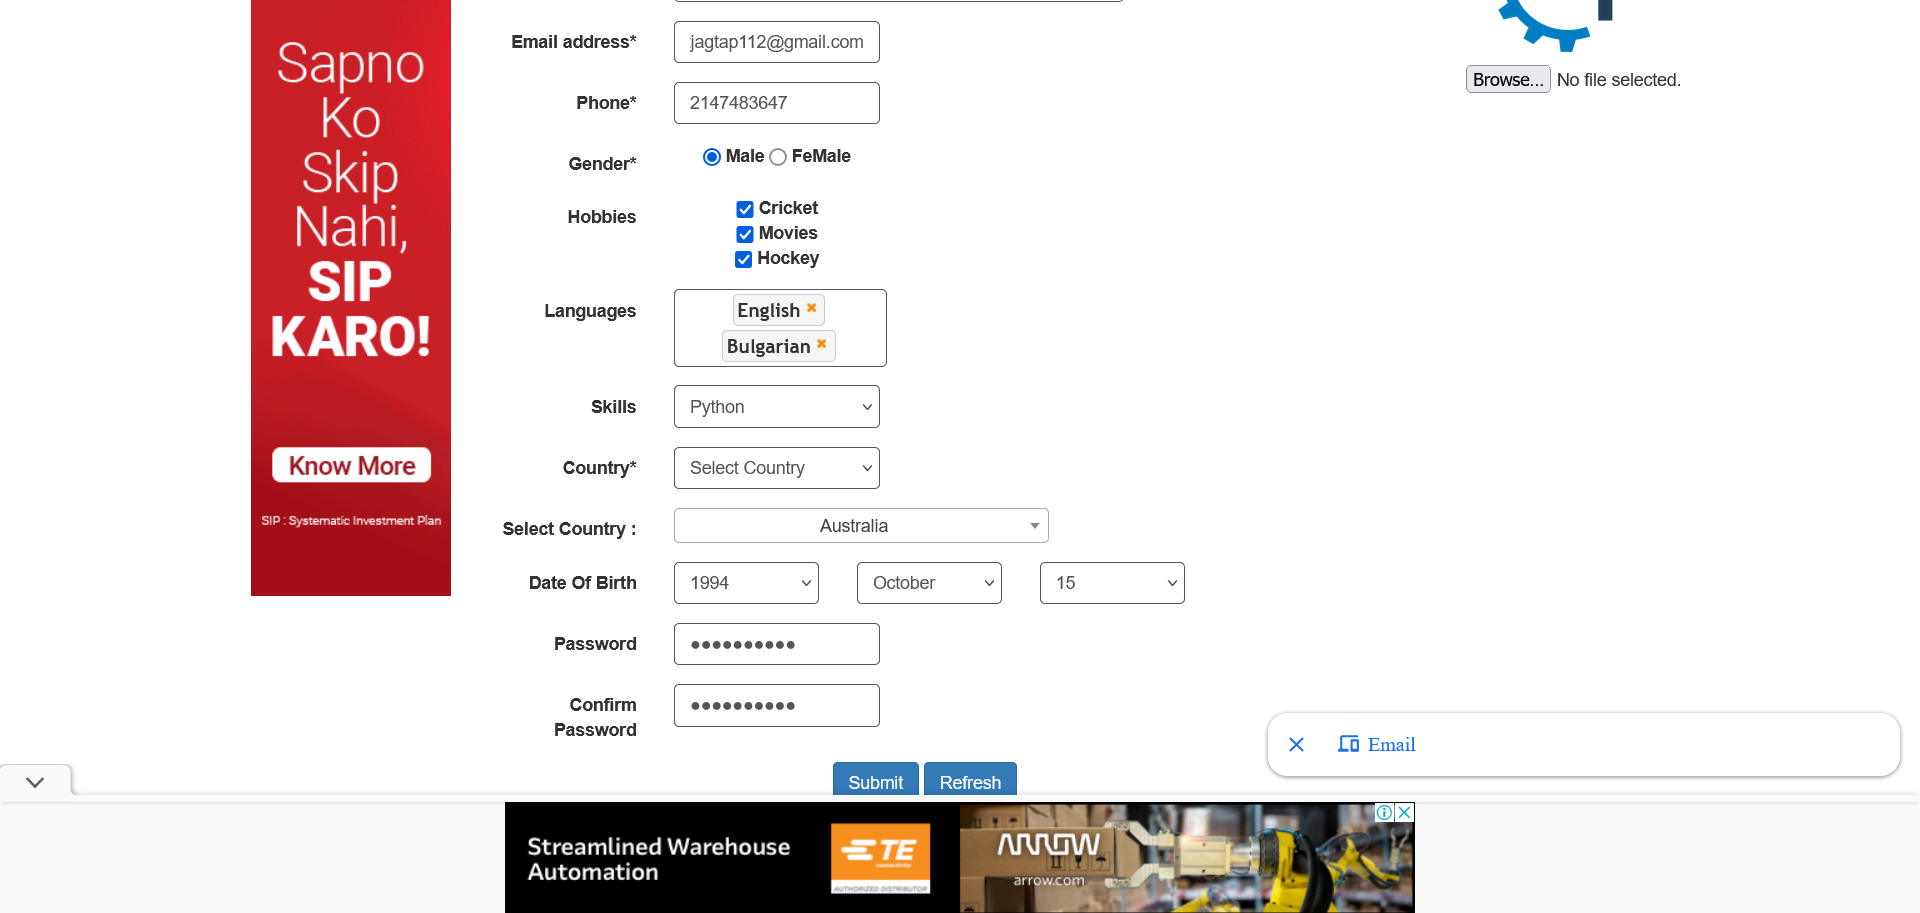 Sapno
Ko
Skip
Nahi,
SIP
KARO!
Know More
SIP : Systematic Investment Plan
Email address* jagtap112@gmail.com
Browse... No file selected.
Phone* 2147483647
Gender* Male FeMale
Hobbies Cricket
Movies
Hockey
Languages English
Bulgarian
Skills Python
Country* Select Country
Select Country : Australia
Date Of Birth 1994 October 15
Password ●●●●●●●●●●
Confirm
Password ●●●●●●●●●●
Email
Submit Refresh
Streamlined Warehouse
Automation
TE
connectivity
AUTHORIZED DISTRIBUTOR
ARROW
arrow.com